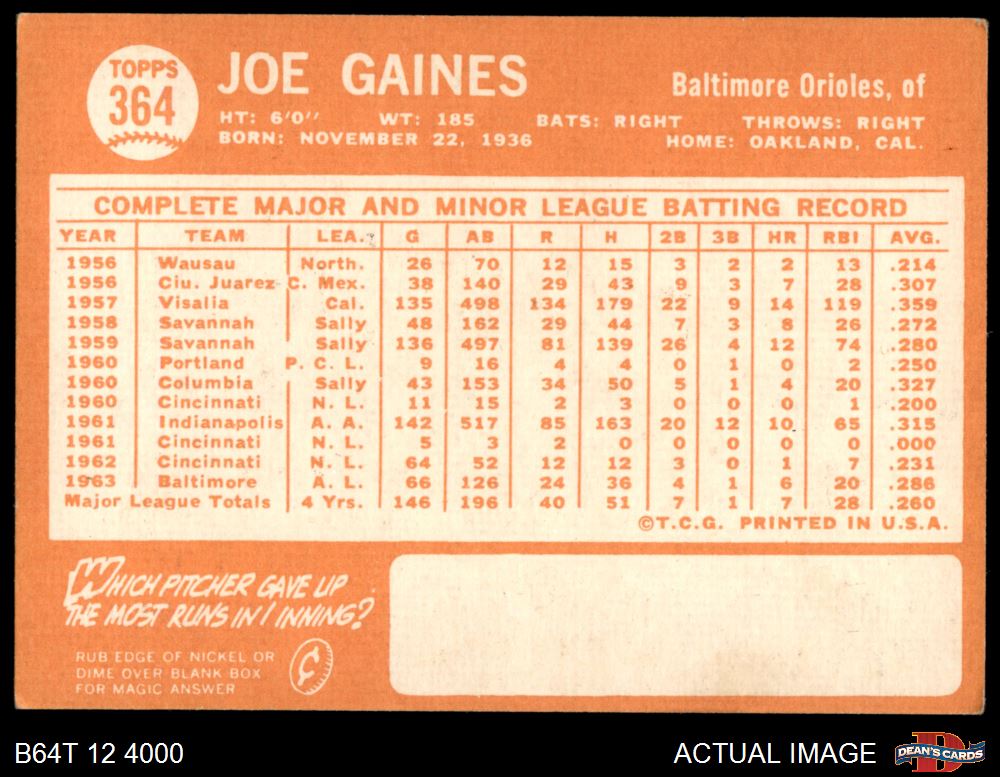 TOPPS
364
JOE GAINES
Baltimore Orioles, of
HT: 6'0" WT: 185 BATS: RIGHT THROWS: RIGHT
BORN: NOVEMBER 22, 1936 HOME: OAKLAND, CAL.
COMPLETE MAJOR AND MINOR LEAGUE BATTING RECORD
YEAR TEAM LEA. G AB R H 2B 3B HR RBI AVG.
1956 Wausau North. 26 70 12 15 3 2 2 13 .214
1956 Ciu. Juarez C. Mex. 38 140 29 43 9 3 7 28 .307
1957 Visalia Cal. 135 498 134 179 22 9 14 119 .359
1958 Savannah Sally 48 162 29 44 7 3 8 26 .272
1959 Savannah Sally 136 497 81 139 26 4 12 74 .280
1960 Portland P. C. L. 9 16 4 4 0 1 0 2 .250
1960 Columbia Sally 43 153 34 50 5 1 4 20 .327
1960 Cincinnati N. L. 11 15 2 3 0 0 0 1 .200
1961 Indianapolis A. A. 142 517 85 163 20 12 10 65 .315
1961 Cincinnati N. L. 5 3 2 0 0 0 0 0 .000
1962 Cincinnati N. L. 64 52 12 12 3 0 1 7 .231
1963 Baltimore A. L. 66 126 24 36 4 1 6 20 .286
Major League Totals 4 Yrs. 146 196 40 51 7 1 7 28 .260
©T.C.G. PRINTED IN U.S.A.
WHICH PITCHER GAVE UP
THE MOST RUNS IN 1 INNING?
RUB EDGE OF NICKEL OR
DIME OVER BLANK BOX
FOR MAGIC ANSWER
¢
B64T 12 4000 ACTUAL IMAGE
DEAN'S CARDS